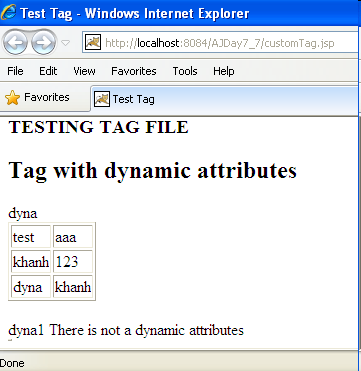 Test Tag - Windows Internet Explorer
http://localhost:8084/AJDay7_7/customTag.jsp
File Edit View Favorites Tools Help
Favorites Test Tag
TESTING TAG FILE
Tag with dynamic attributes
dyna
test aaa
khanh 123
dyna khanh
dyna1 There is not a dynamic attributes
Done